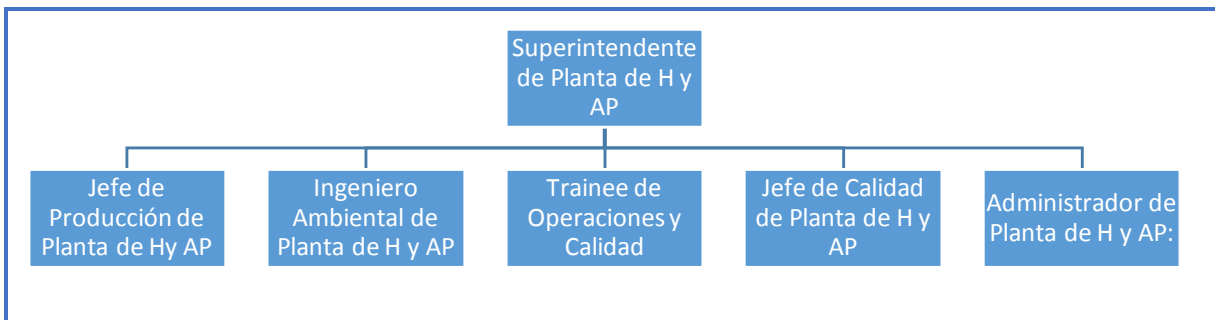 Superintendente
de Planta de H y
AP
Jefe de
Producción de
Planta de Hy AP
Ingeniero
Ambiental de
Planta de H y AP
Trainee de
Operaciones y
Calidad
Jefe de Calidad
de Planta de H y
AP
Administrador de
Planta de H y AP: